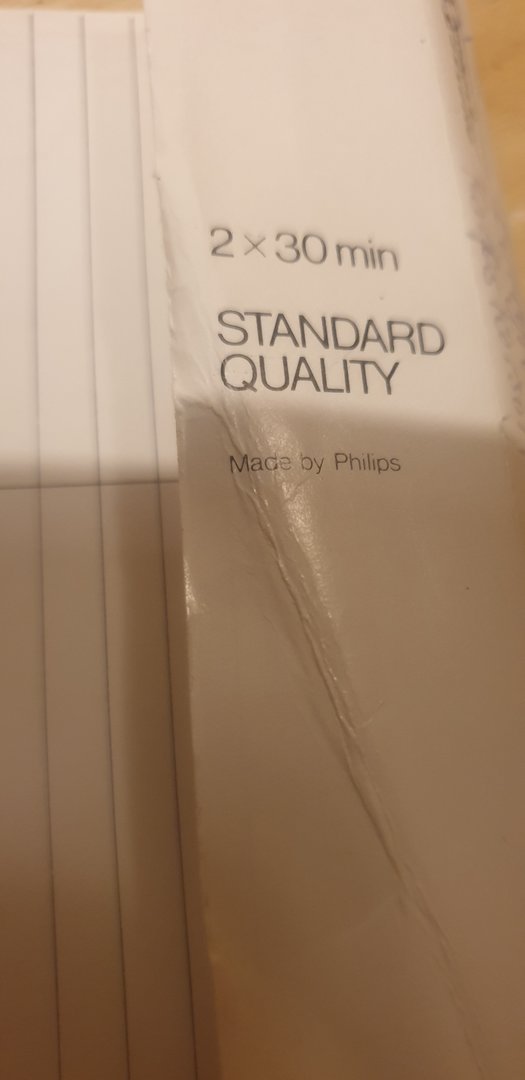 2 × 30 min
STANDARD
QUALITY
Made by Philips